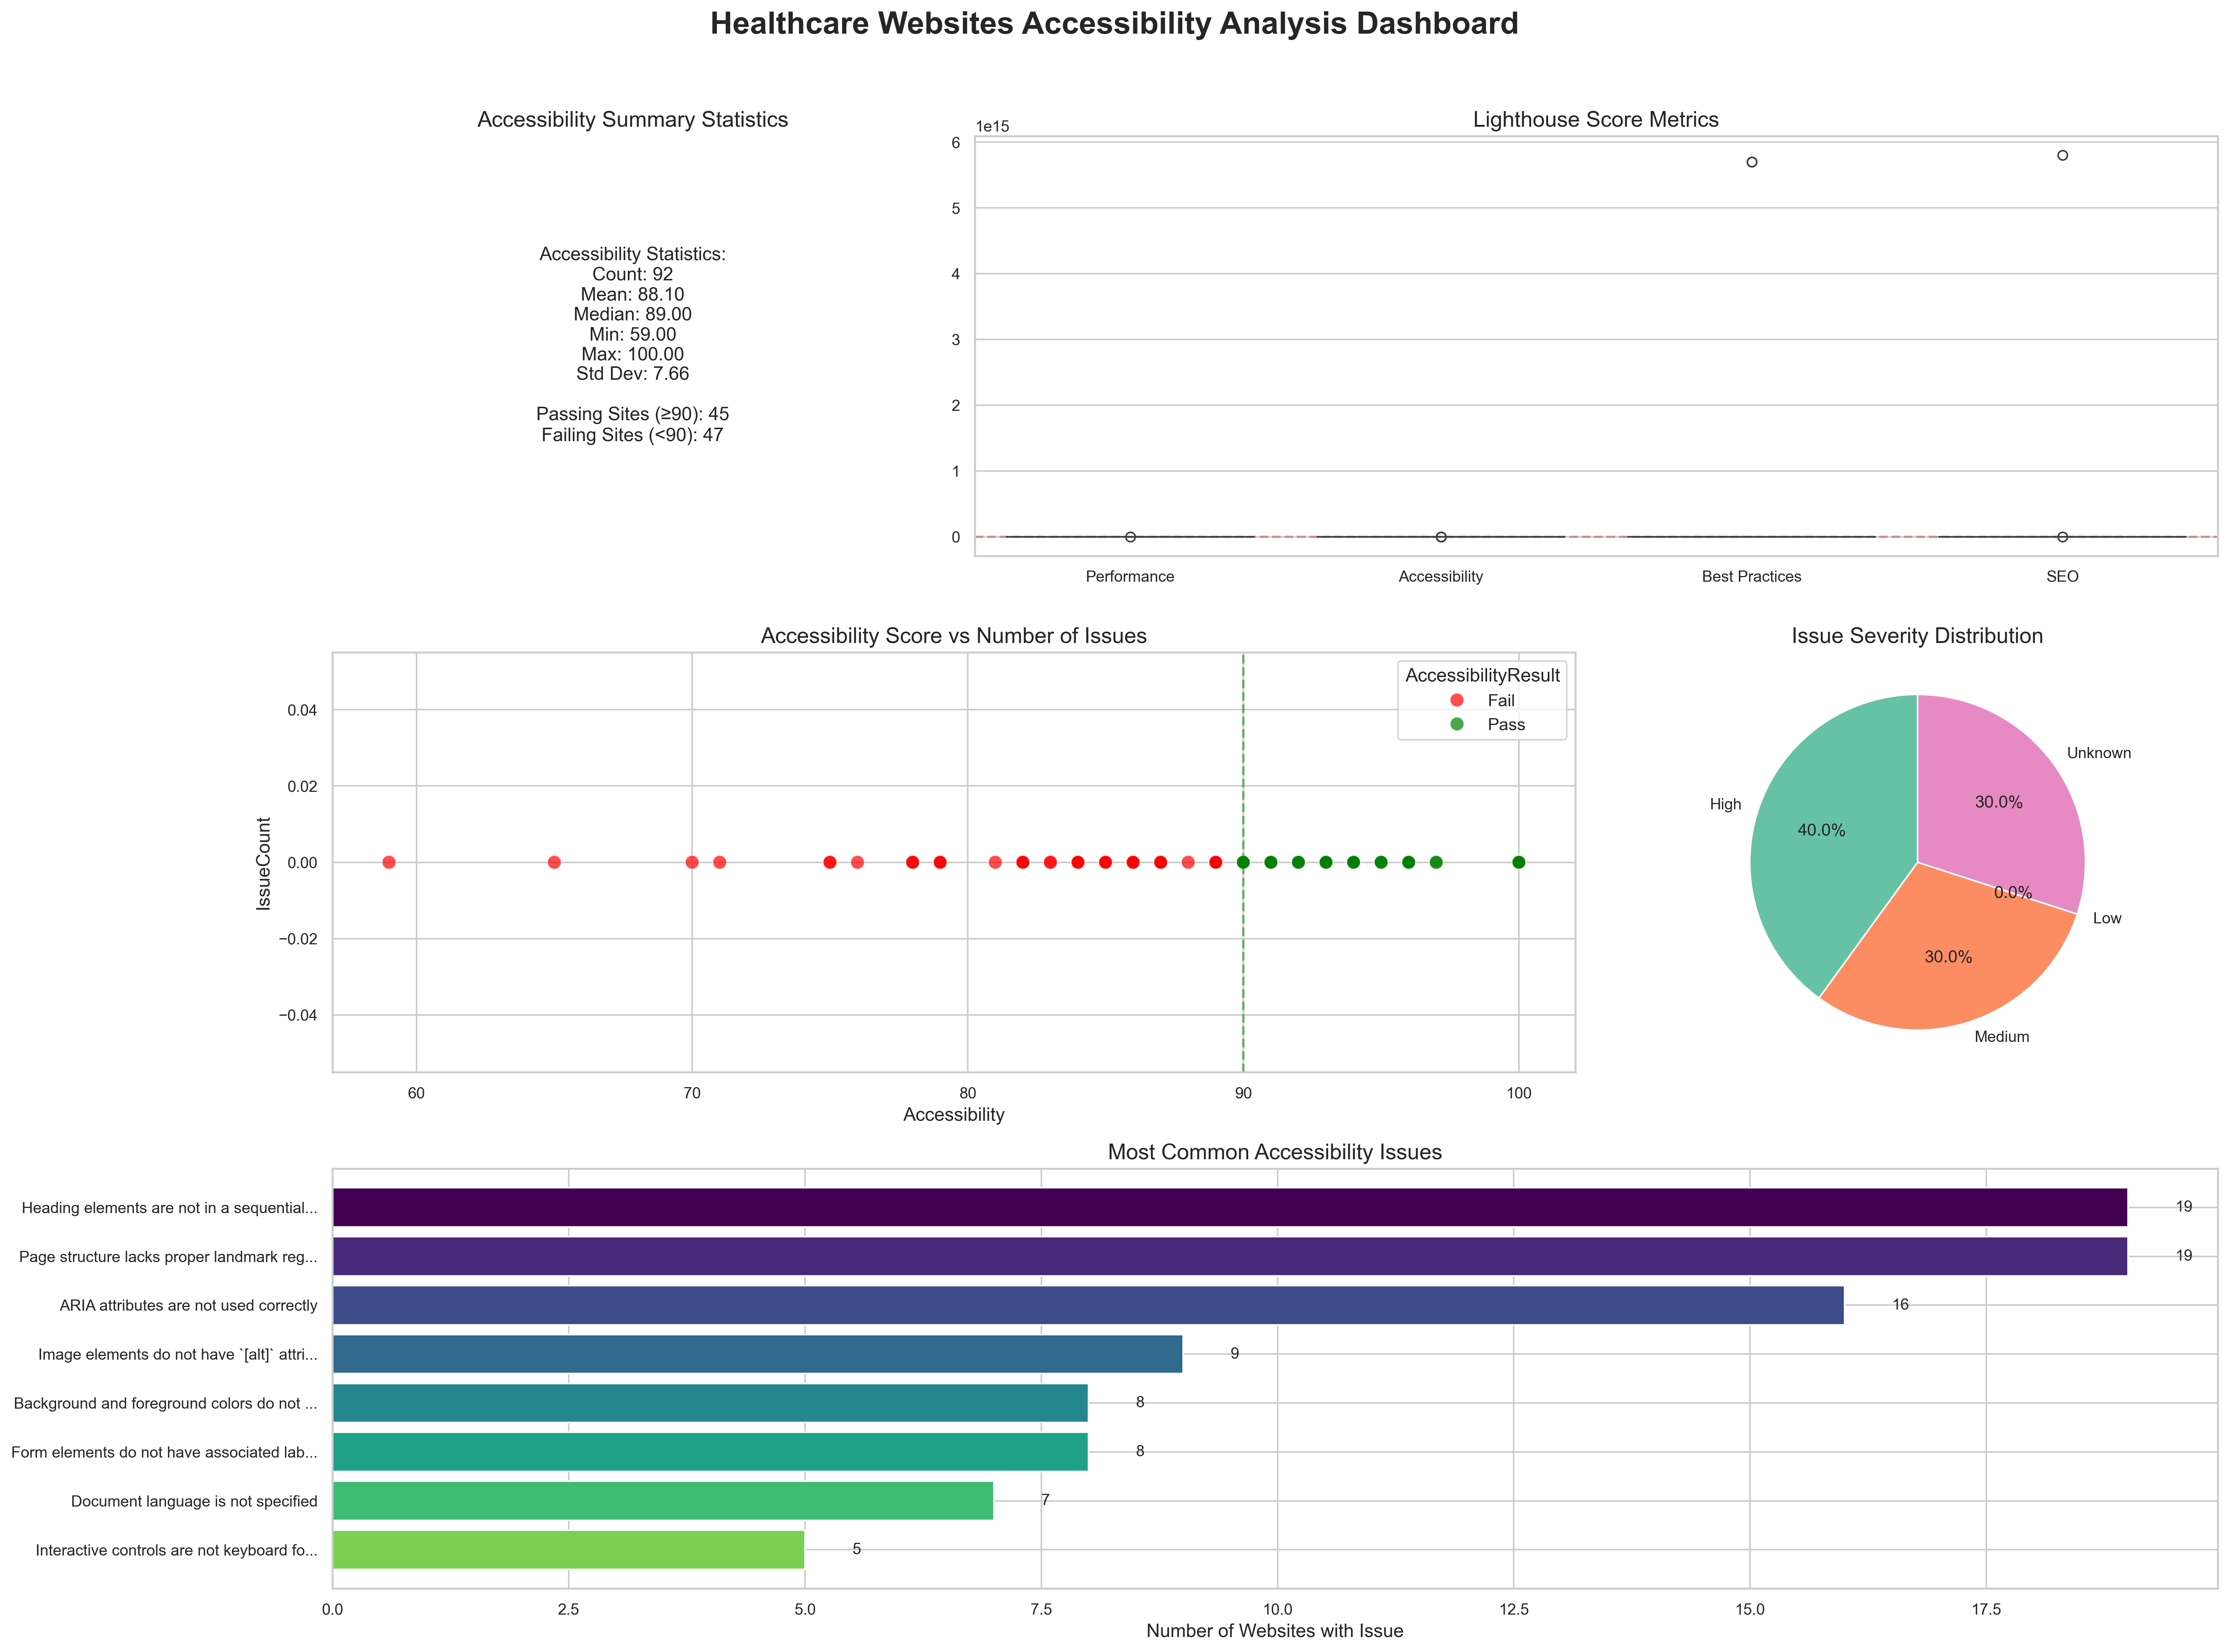 Healthcare Websites Accessibility Analysis Dashboard
Accessibility Summary Statistics
Accessibility Statistics:
Count: 92
Mean: 88.10
Median: 89.00
Min: 59.00
Max: 100.00
Std Dev: 7.66
Passing Sites (≥90): 45
Failing Sites (<90): 47
Lighthouse Score Metrics
1e15
6
5
4
3
2
1
0
Performance
Accessibility
Best Practices
SEO
Accessibility Score vs Number of Issues
AccessibilityResult
Fail
Pass
IssueCount
0.04
0.02
0.00
−0.02
−0.04
60
70
80
90
100
Accessibility
Issue Severity Distribution
Unknown
30.0%
High
40.0%
0.0%
Low
30.0%
Medium
Most Common Accessibility Issues
Heading elements are not in a sequential...
19
Page structure lacks proper landmark reg...
19
ARIA attributes are not used correctly
16
Image elements do not have `[alt]` attri...
9
Background and foreground colors do not ...
8
Form elements do not have associated lab...
8
Document language is not specified
7
Interactive controls are not keyboard fo...
5
0.0
2.5
5.0
7.5
10.0
12.5
15.0
17.5
Number of Websites with Issue